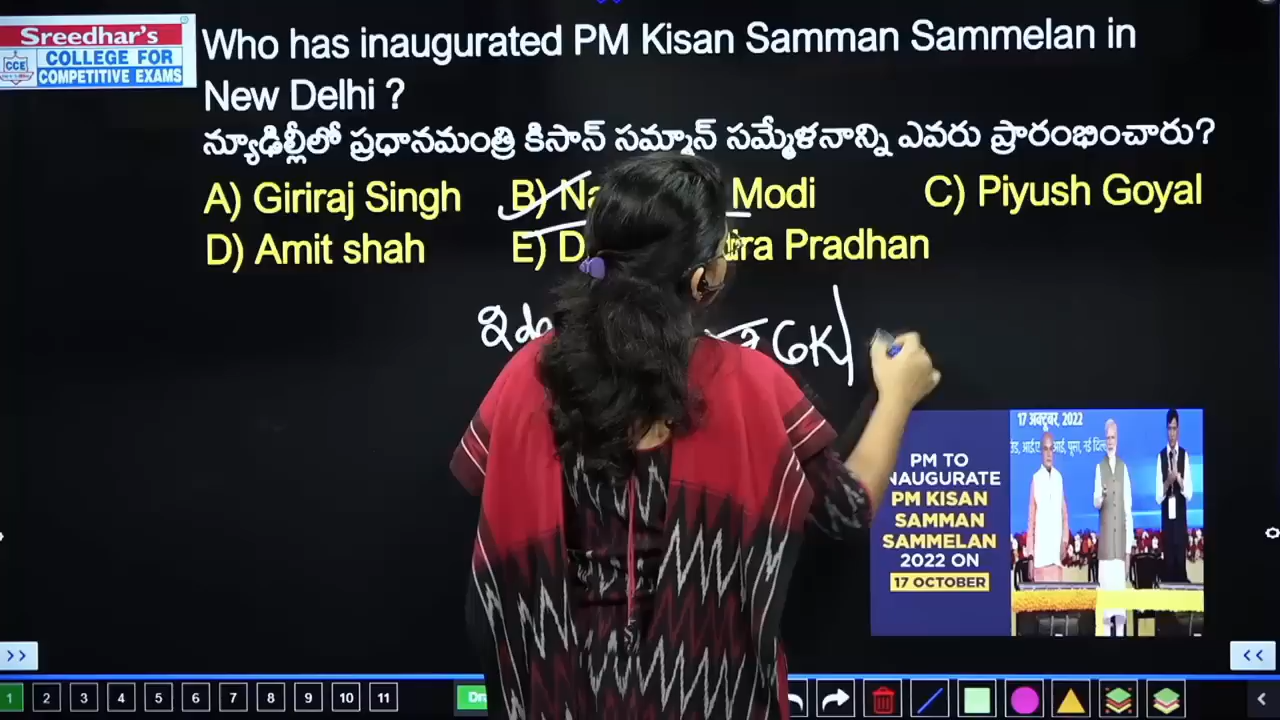 Sreedhar's
CCE
COLLEGE FOR
COMPETITIVE EXAMS
Who has inaugurated PM Kisan Samman Sammelan in
New Delhi ?
న్యూఢిల్లీలో ప్రధానమంత్రి కిసాన్ సమ్మాన్ సమ్మేళనాన్ని ఎవరు ప్రారంభించారు?
A) Giriraj Singh B) Na Modi C) Piyush Goyal
D) Amit shah E) D Pradhan
GK
17 अक्टूबर, 2022
PM TO
NAUGURATE
PM KISAN
SAMMAN
SAMMELAN
2022 ON
17 OCTOBER
>> <<
1 2 3 4 5 6 7 8 9 10 11